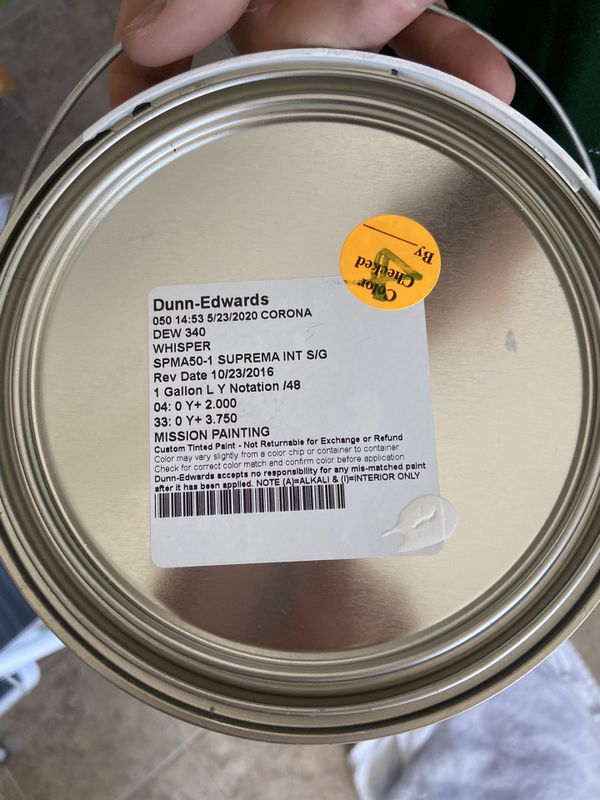 Color
Checked
By
Dunn-Edwards
050 14:53 5/23/2020 CORONA
DEW 340
WHISPER
SPMA50-1 SUPREMA INT S/G
Rev Date 10/23/2016
1 Gallon L Y Notation /48
04: 0 Y+ 2.000
33: 0 Y+ 3.750
MISSION PAINTING
Custom Tinted Paint - Not Returnable for Exchange or Refund
Color may vary slightly from a color chip or container to container
Check for correct color match and confirm color before application
Dunn-Edwards accepts no responsibility for any mis-matched paint
after it has been applied. NOTE (A)=ALKALI & (I)=INTERIOR ONLY